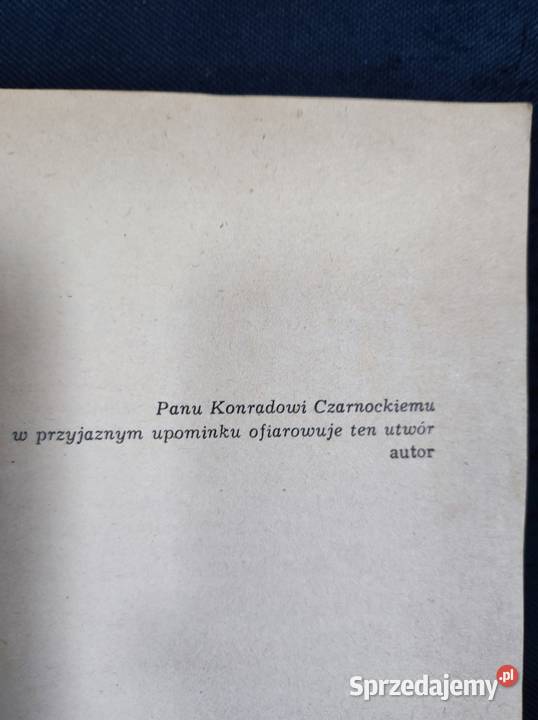 Panu Konradowi Czarnockiemu
w przyjaznym upominku ofiarowuje ten utwór
autor
Sprzedajemy.pl